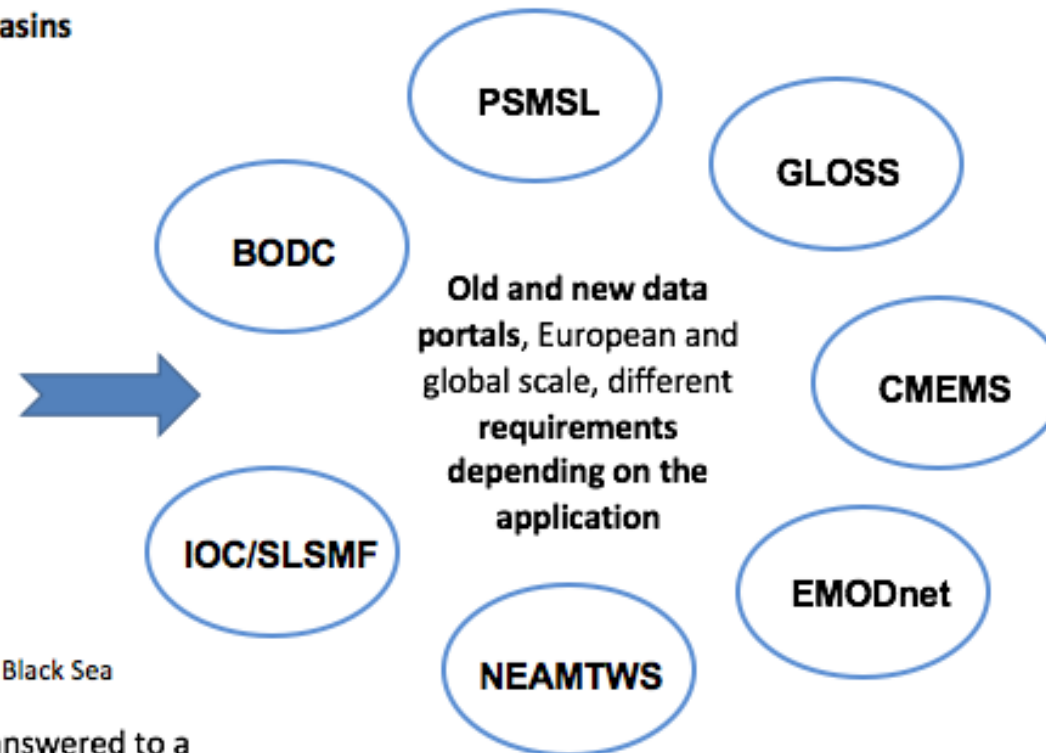 asins
PSMSL
GLOSS
BODC
Old and new data
portals, European and
global scale, different
requirements
depending on the
application
CMEMS
IOC/SLSMF
EMODnet
NEAMTWS
Black Sea
answered to a